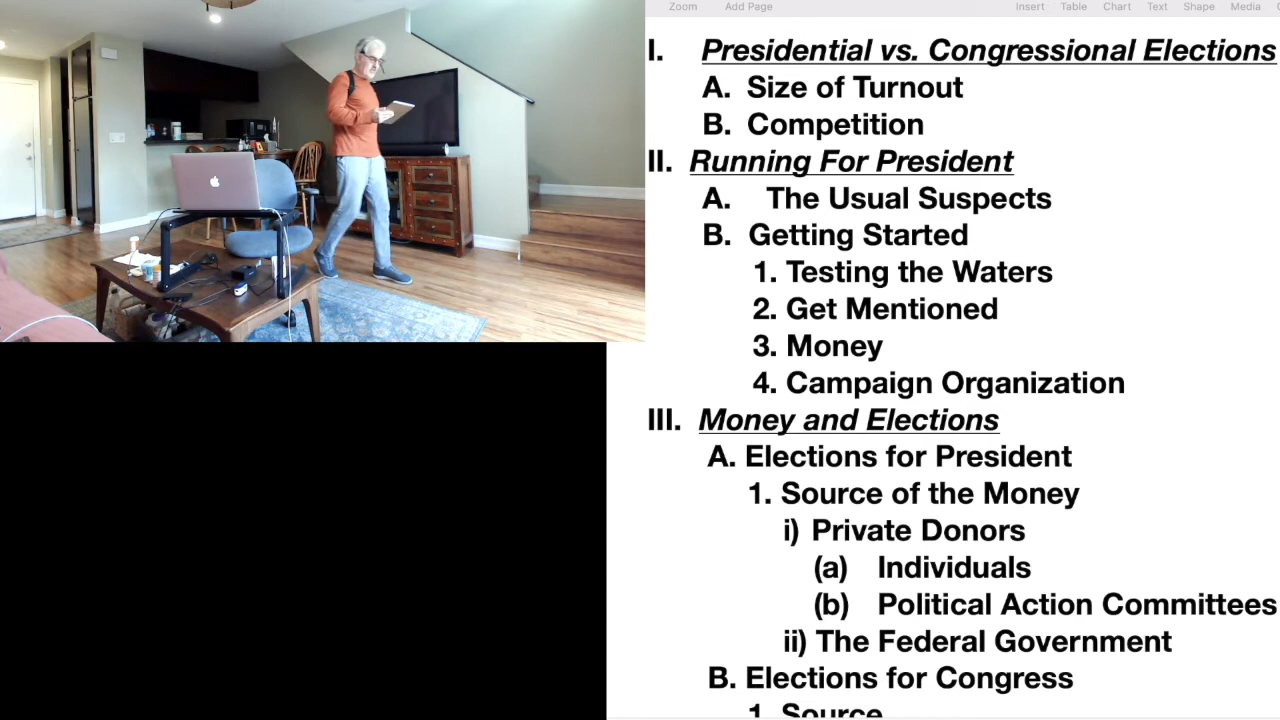 Zoom Add Page Insert Table Chart Text Shape Media
I. Presidential vs. Congressional Elections
A. Size of Turnout
B. Competition
II. Running For President
A. The Usual Suspects
B. Getting Started
1. Testing the Waters
2. Get Mentioned
3. Money
4. Campaign Organization
III. Money and Elections
A. Elections for President
1. Source of the Money
i) Private Donors
(a) Individuals
(b) Political Action Committees
ii) The Federal Government
B. Elections for Congress
1. Source